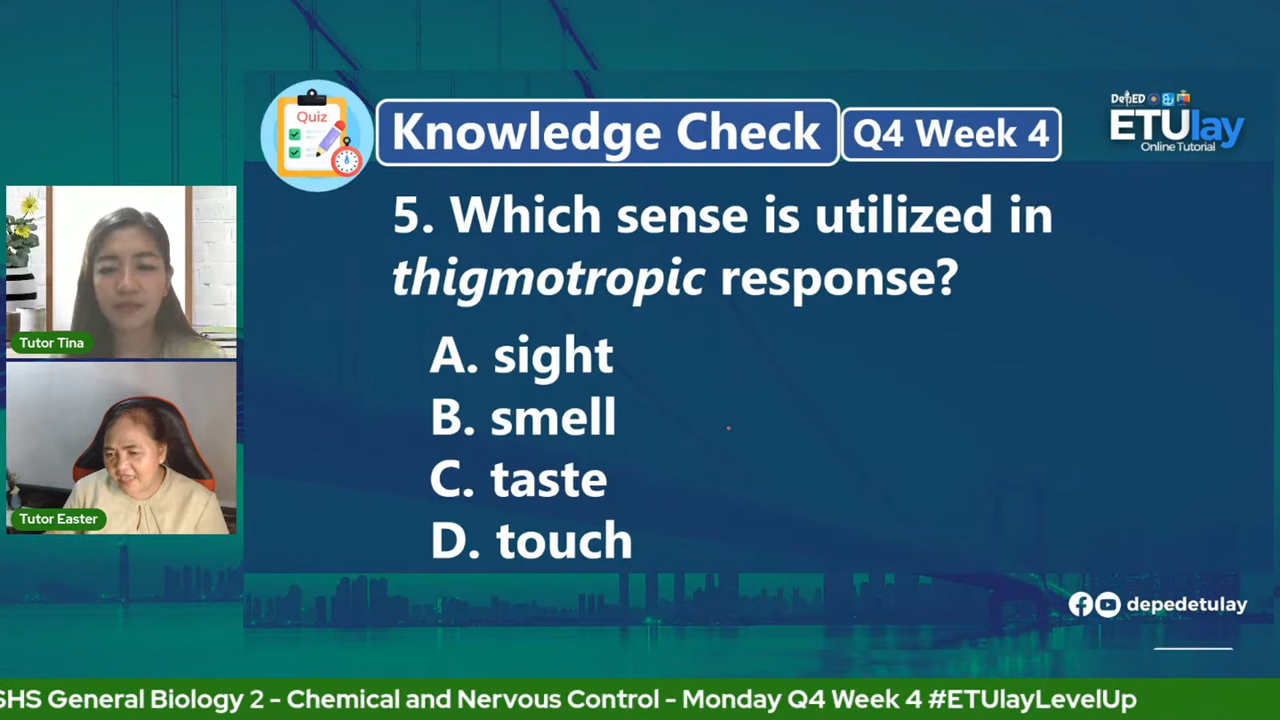 Quiz
Knowledge Check
Q4 Week 4
DepED
ETUlay
Online Tutorial
5. Which sense is utilized in
thigmotropic response?
A. sight
B. smell
C. taste
D. touch
Tutor Tina
Tutor Easter
depedetulay
SHS General Biology 2 - Chemical and Nervous Control - Monday Q4 Week 4 #ETUlayLevelUp